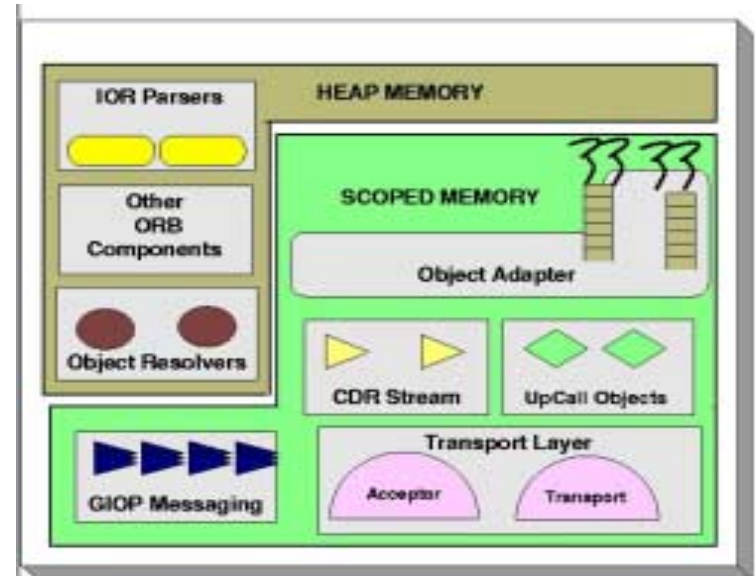 IOR Parsers
HEAP MEMORY
Other
ORB
Components
SCOPED MEMORY
Object Adapter
Object Resolvers
CDR Stream
UpCall Objects
GIOP Messaging
Transport Layer
Acceptor
Transport